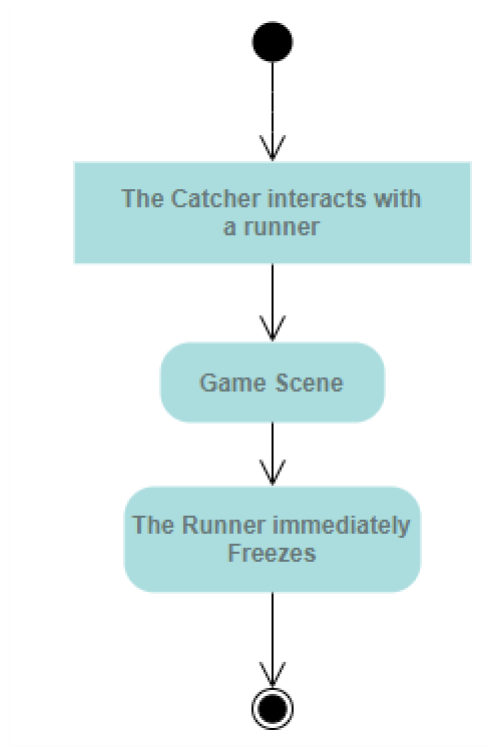 The Catcher interacts with
a runner
Game Scene
The Runner immediately
Freezes